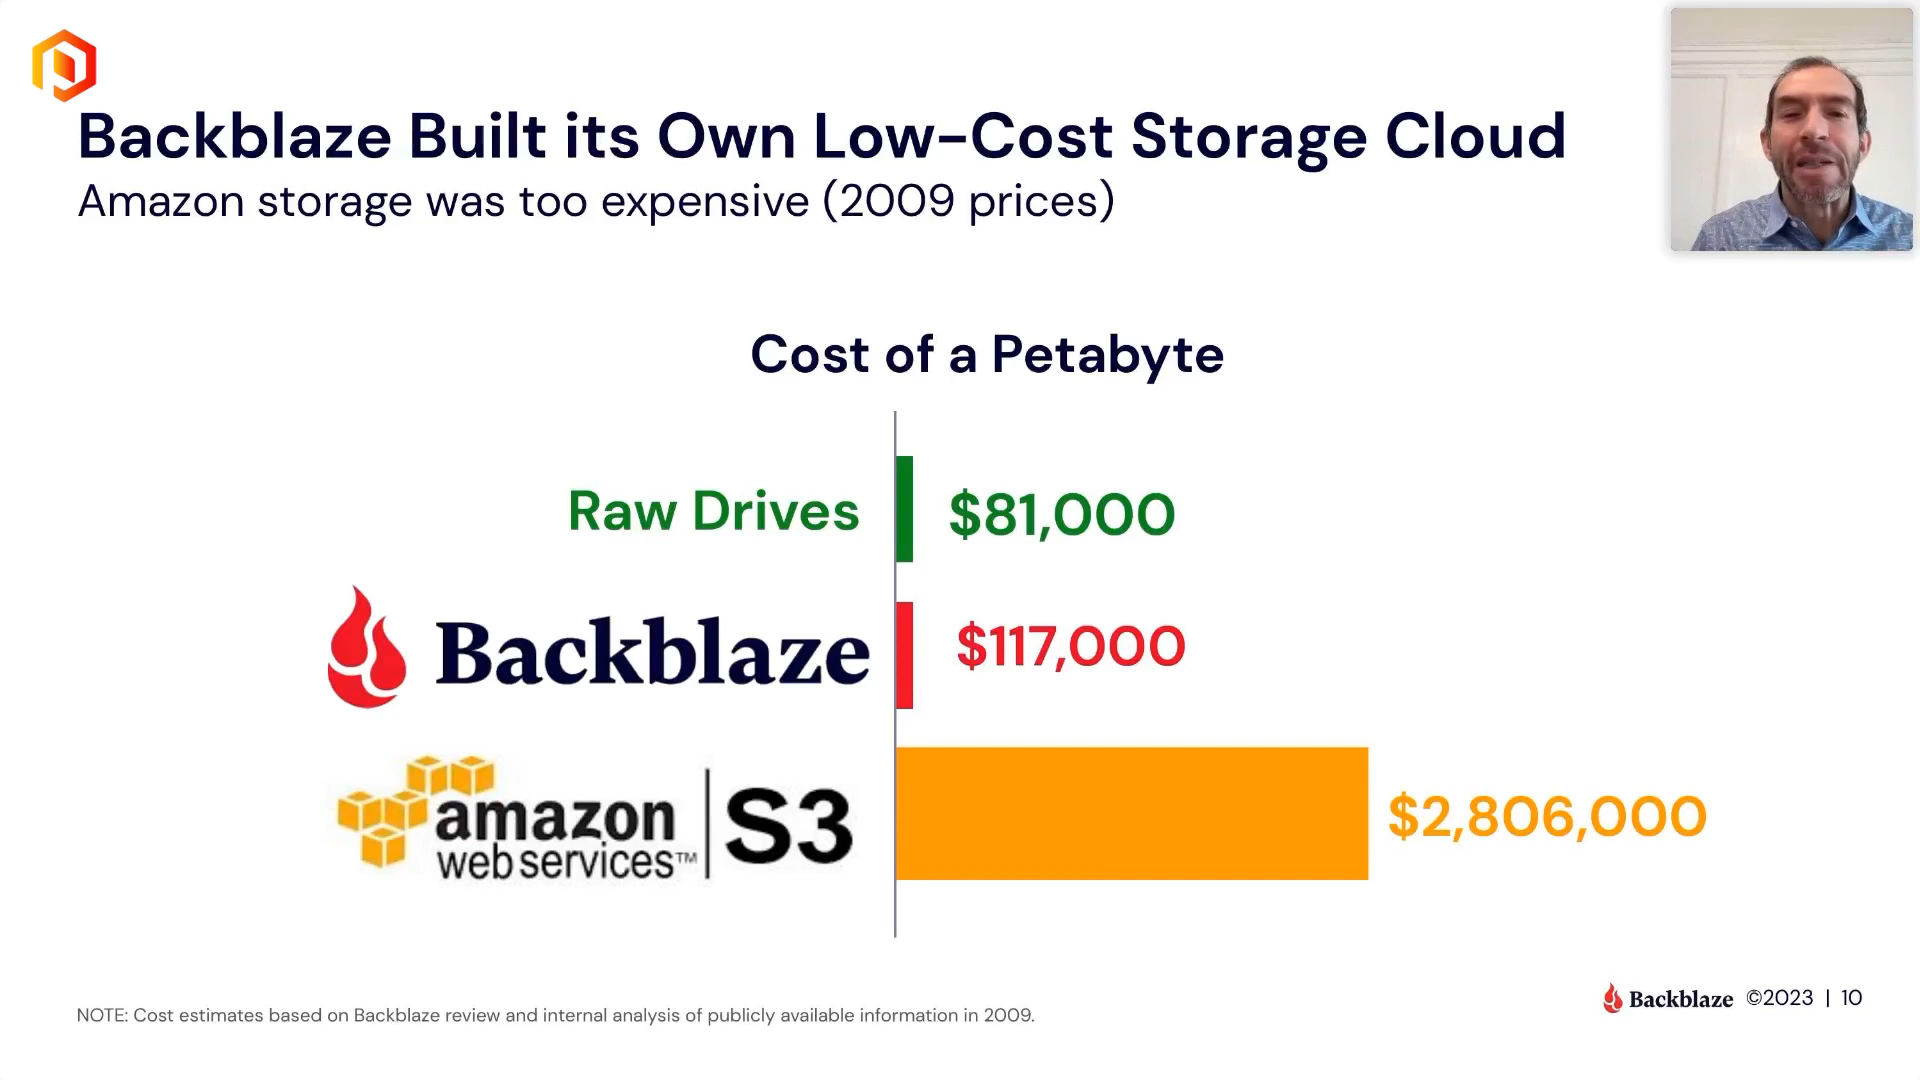 Backblaze Built its Own Low-Cost Storage Cloud
Amazon storage was too expensive (2009 prices)
Cost of a Petabyte
Raw Drives $81,000
Backblaze $117,000
amazon web services™ | S3 $2,806,000
NOTE: Cost estimates based on Backblaze review and internal analysis of publicly available information in 2009.
Backblaze ©2023 | 10